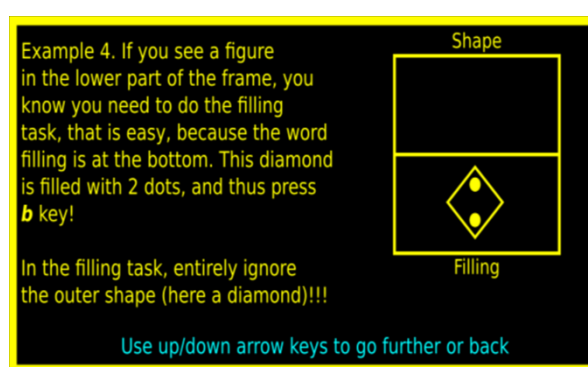 Example 4. If you see a figure
in the lower part of the frame, you
know you need to do the filling
task, that is easy, because the word
filling is at the bottom. This diamond
is filled with 2 dots, and thus press
b key!
In the filling task, entirely ignore
the outer shape (here a diamond)!!!
Shape
Filling
Use up/down arrow keys to go further or back